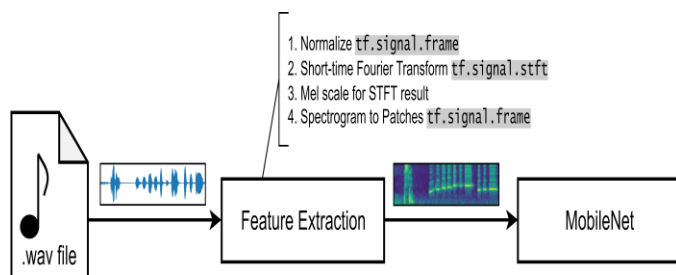 1. Normalize tf.signal.frame
2. Short-time Fourier Transform tf.signal.stft
3. Mel scale for STFT result
4. Spectrogram to Patches tf.signal.frame
.wav file
Feature Extraction
MobileNet